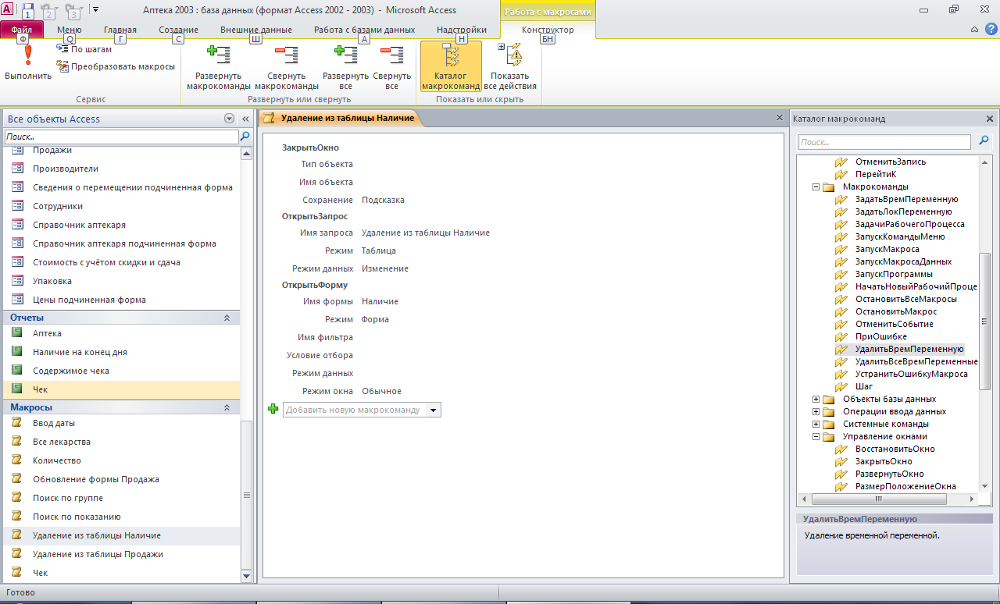 Аптека 2003 : база данных (формат Access 2002 - 2003) - Microsoft Access
Работа с макросами
1
2
3
Файл
Меню
Главная
Создание
Внешние данные
Работа с базами данных
Надстройки
Конструктор
Ф
Q
Г
С
Ш
А
Н
БН
Выполнить
По шагам
Преобразовать макросы
Развернуть макрокоманды
Свернуть макрокоманды
Развернуть все
Свернуть все
Каталог макрокоманд
Показать все действия
Сервис
Развернуть или свернуть
Показать или скрыть
Все объекты Access
Поиск...
Продажи
Производители
Сведения о перемещении подчиненная форма
Сотрудники
Справочник аптекаря
Справочник аптекаря подчиненная форма
Стоимость с учётом скидки и сдача
Упаковка
Цены подчиненная форма
Отчеты
Аптека
Наличие на конец дня
Содержимое чека
Чек
Макросы
Ввод даты
Все лекарства
Количество
Обновление формы Продажа
Поиск по группе
Поиск по показанию
Удаление из таблицы Наличие
Удаление из таблицы Продажи
Чек
Удаление из таблицы Наличие
ЗакрытьОкно
Тип объекта
Имя объекта
Сохранение Подсказка
ОткрытьЗапрос
Имя запроса Удаление из таблицы Наличие
Режим Таблица
Режим данных Изменение
ОткрытьФорму
Имя формы Наличие
Режим Форма
Имя фильтра
Условие отбора
Режим данных
Режим окна Обычное
Добавить новую макрокоманду
Каталог макрокоманд
Поиск...
ОтменитьЗапись
ПерейтиК
Макрокоманды
ЗадатьВремПеременную
ЗадатьЛокПеременную
ЗадачиРабочегоПроцесса
ЗапускКомандыМеню
ЗапускМакроса
ЗапускМакросаДанных
ЗапускПрограммы
НачатьНовыйРабочийПроце
ОстановитьВсеМакросы
ОстановитьМакрос
ОтменитьСобытие
ПриОшибке
УдалитьВремПеременную
УдалитьВсеВремПеременные
УстранитьОшибкуМакроса
Шаг
Объекты базы данных
Операции ввода данных
Системные команды
Управление окнами
ВосстановитьОкно
ЗакрытьОкно
РазвернутьОкно
РазмерПоложениеОкна
УдалитьВремПеременную
Удаление временной переменной.
Готово